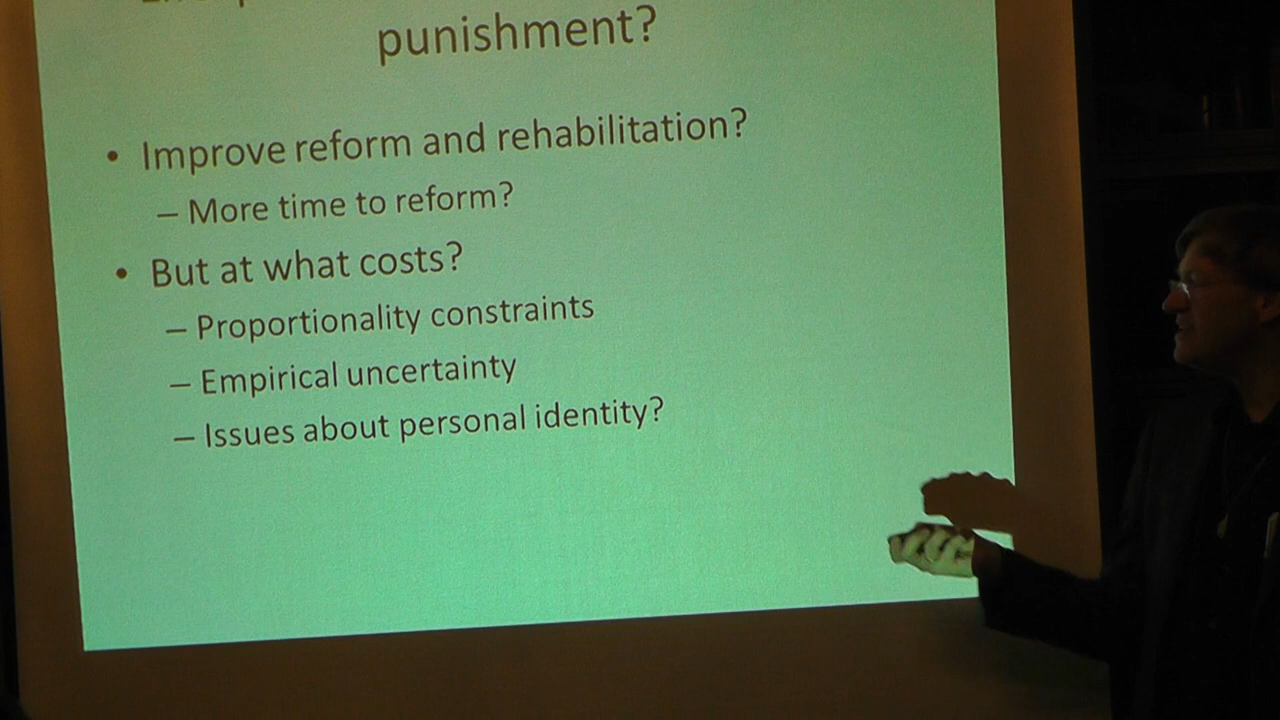 punishment?
• Improve reform and rehabilitation?
– More time to reform?
• But at what costs?
– Proportionality constraints
– Empirical uncertainty
– Issues about personal identity?